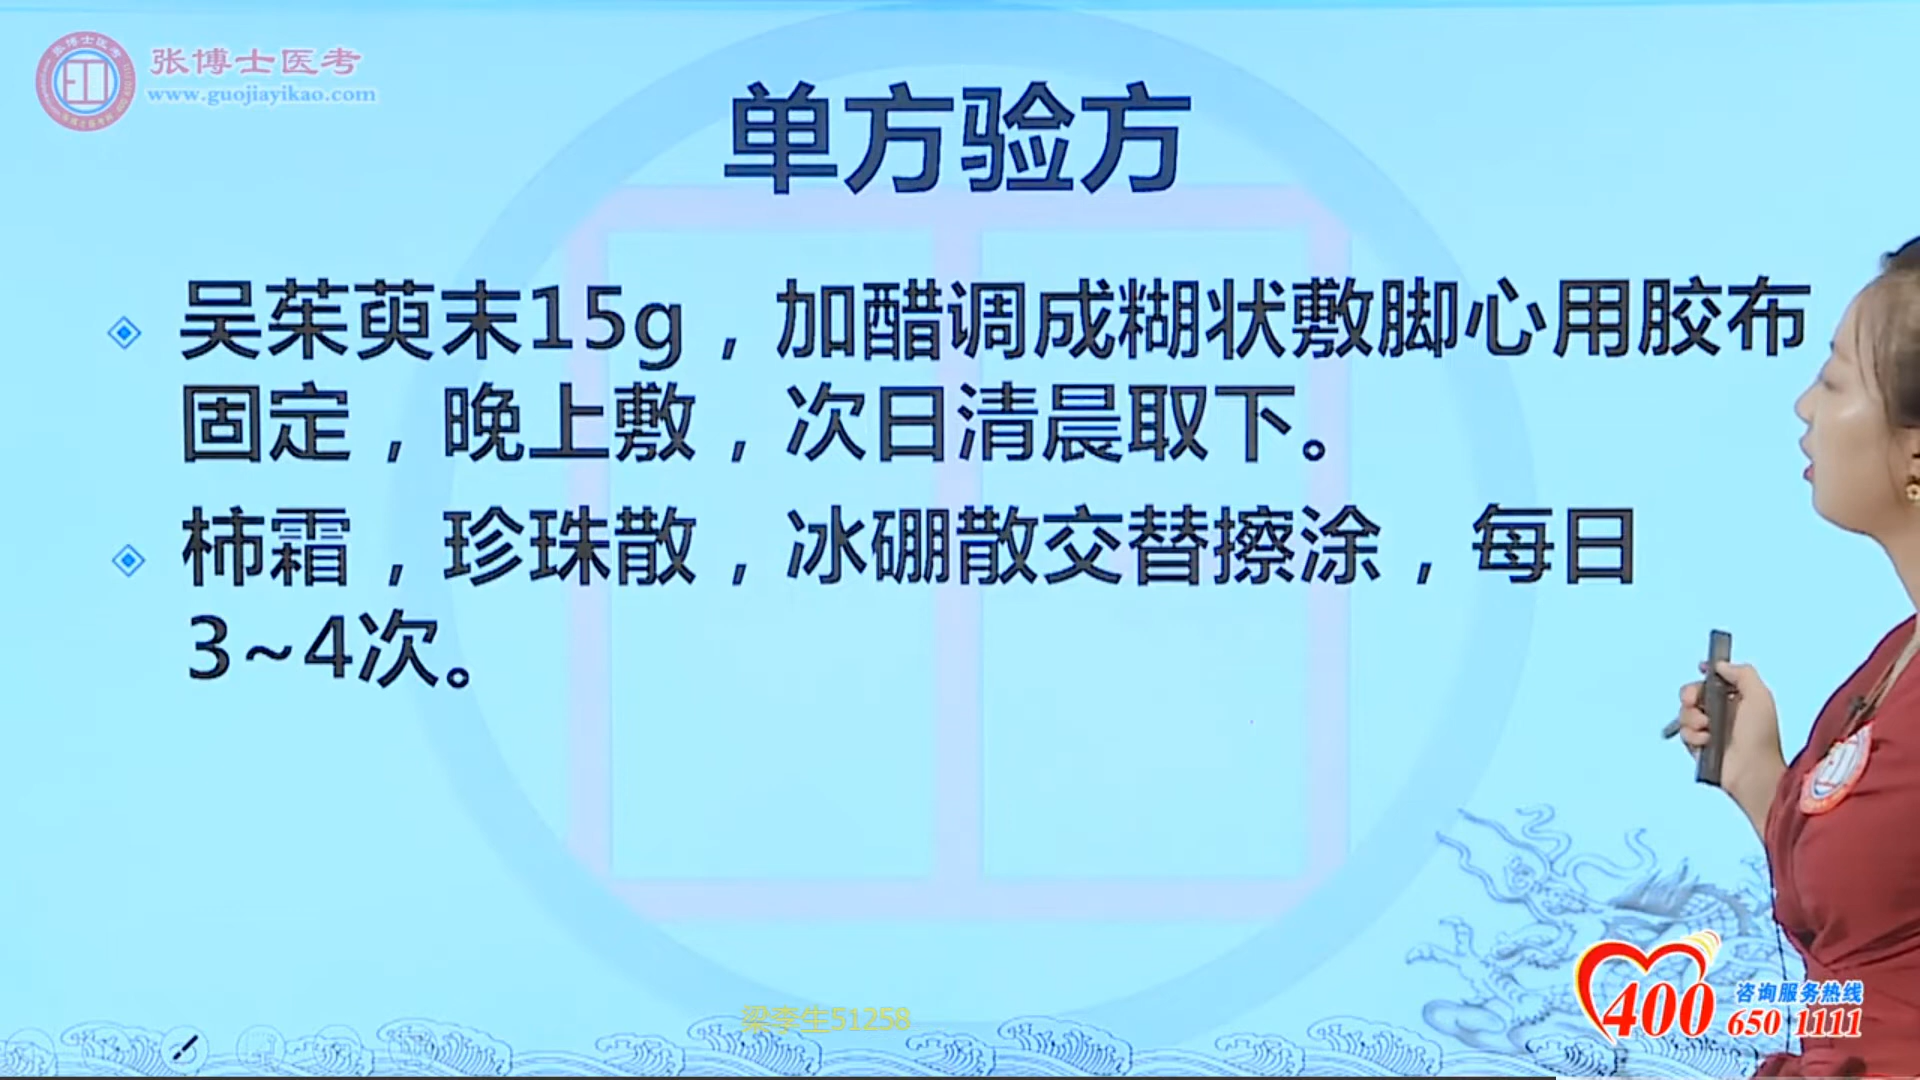 张博士医考
www.guojiayikao.com
单方验方
吴茱萸末15g，加醋调成糊状敷脚心用胶布
固定，晚上敷，次日清晨取下。
柿霜，珍珠散，冰硼散交替擦涂，每日
3~4次。
梁李生51258
400
咨询服务热线
650 1111